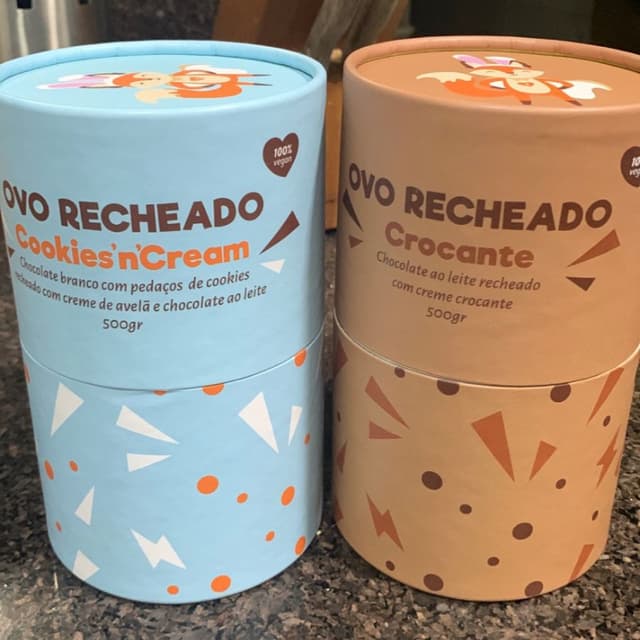 100%
vegan
OVO RECHEADO
Cookies'n'Cream
Chocolate branco com pedaços de cookies
recheado com creme de avelã e chocolate ao leite
500gr
OVO RECHEADO
Crocante
Chocolate ao leite recheado
com creme crocante
500gr